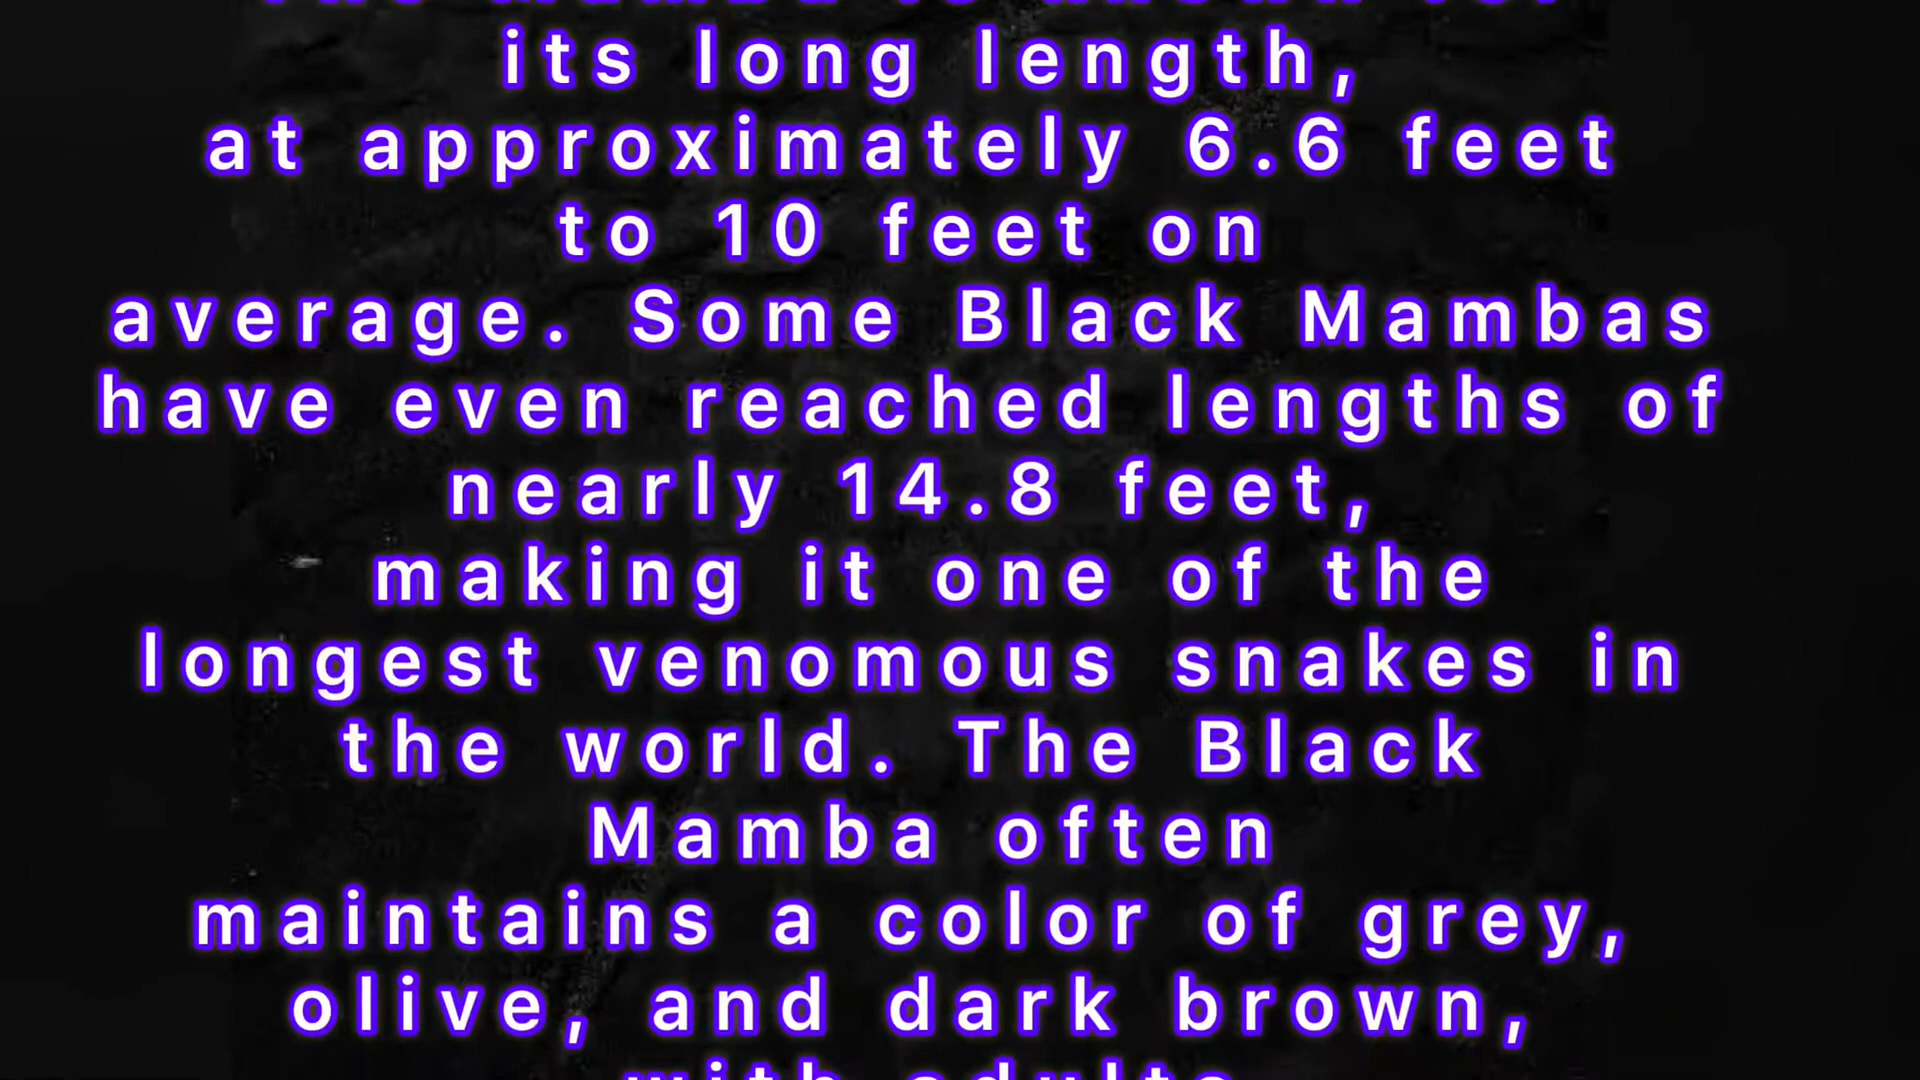 its long length,
at approximately 6.6 feet
to 10 feet on
average. Some Black Mambas
have even reached lengths of
nearly 14.8 feet,
making it one of the
longest venomous snakes in
the world. The Black
Mamba often
maintains a color of grey,
olive, and dark brown,
with adults